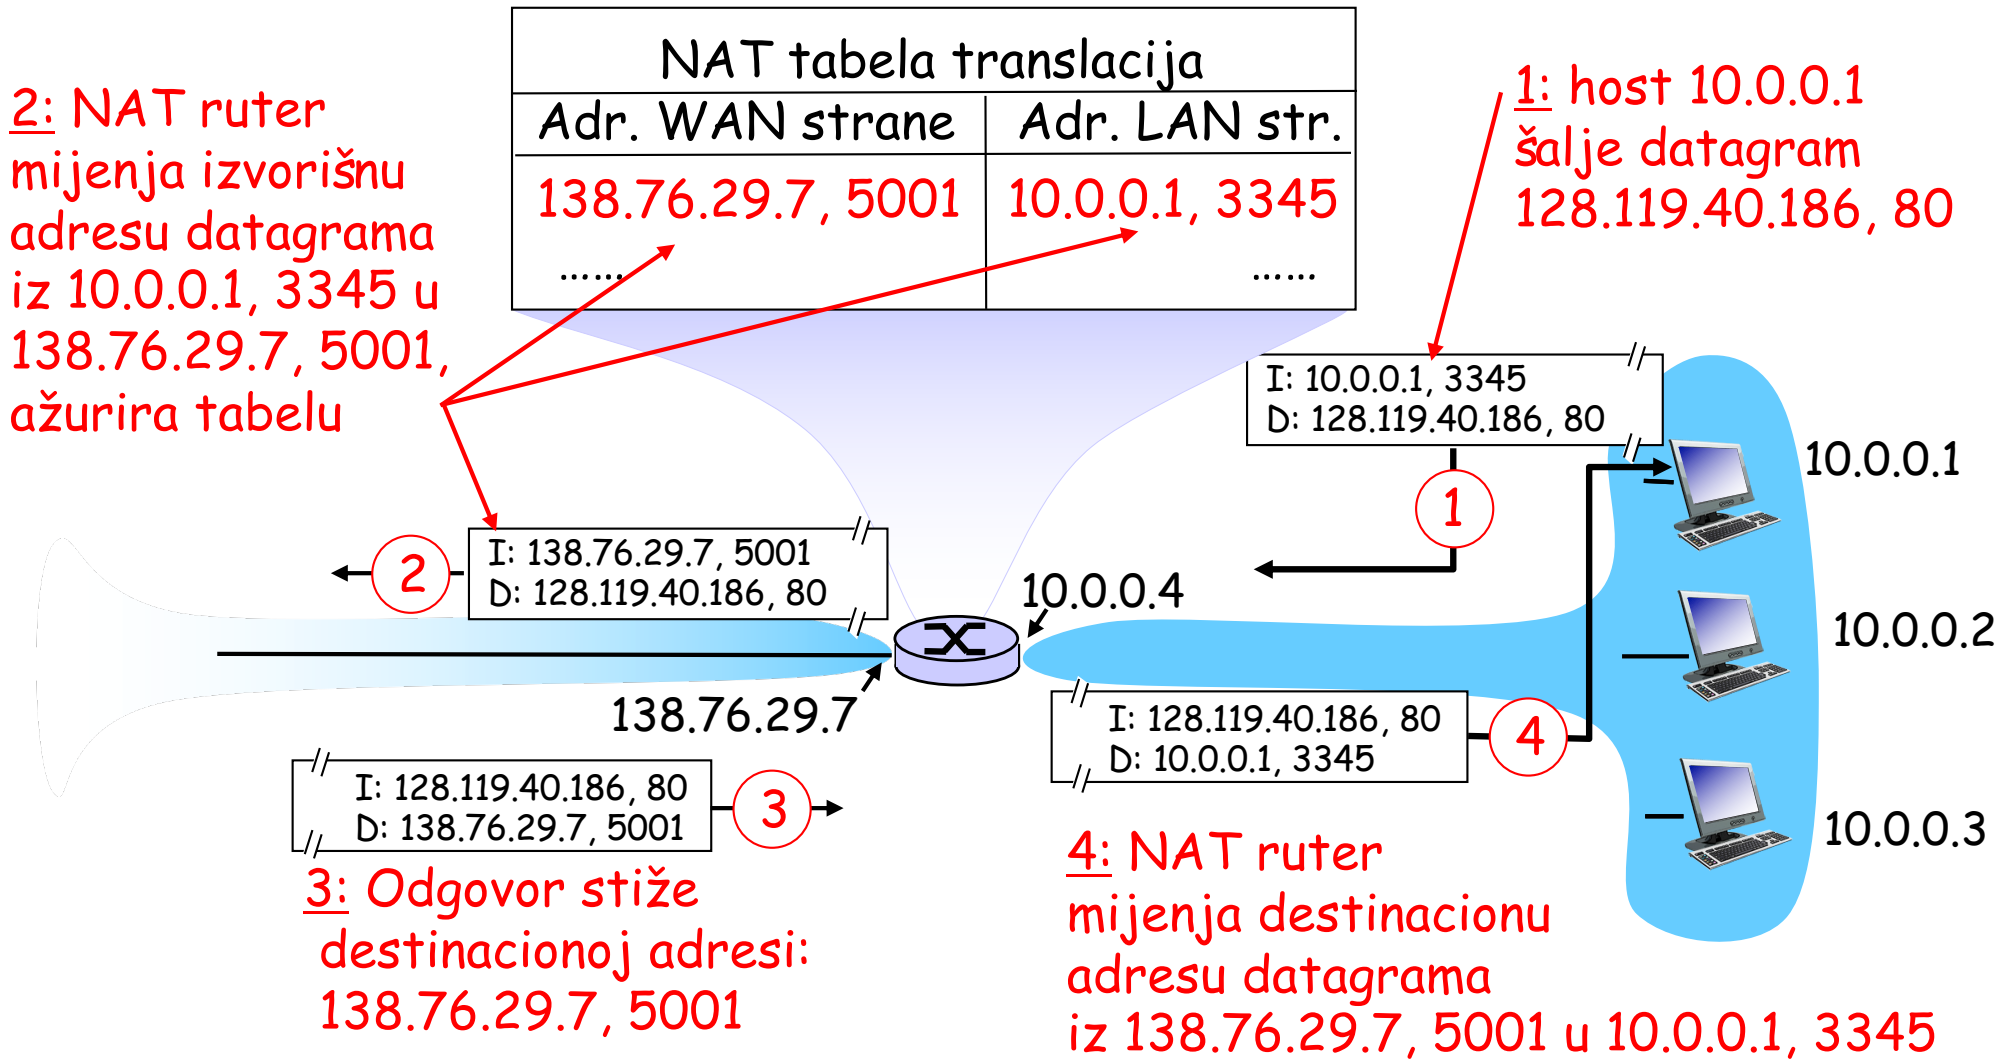 NAT tabela translacija
Adr. WAN strane
Adr. LAN str.
138.76.29.7, 5001
10.0.0.1, 3345
......
......
2: NAT ruter
mijenja izvorišnu
adresu datagrama
iz 10.0.0.1, 3345 u
138.76.29.7, 5001,
ažurira tabelu
1: host 10.0.0.1
šalje datagram
128.119.40.186, 80
I: 10.0.0.1, 3345
D: 128.119.40.186, 80
1
10.0.0.1
I: 138.76.29.7, 5001
D: 128.119.40.186, 80
2
10.0.0.4
10.0.0.2
138.76.29.7
I: 128.119.40.186, 80
D: 10.0.0.1, 3345
4
I: 128.119.40.186, 80
D: 138.76.29.7, 5001
3
10.0.0.3
3: Odgovor stiže
destinacionoj adresi:
138.76.29.7, 5001
4: NAT ruter
mijenja destinacionu
adresu datagrama
iz 138.76.29.7, 5001 u 10.0.0.1, 3345